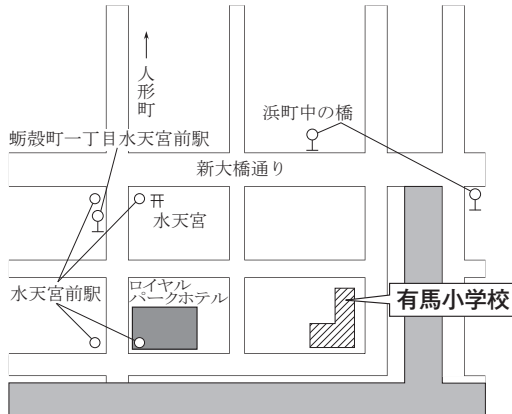 人形町
浜町中の橋
蛎殻町一丁目水天宮前駅
新大橋通り
水天宮
水天宮前駅
ロイヤル
パークホテル
有馬小学校